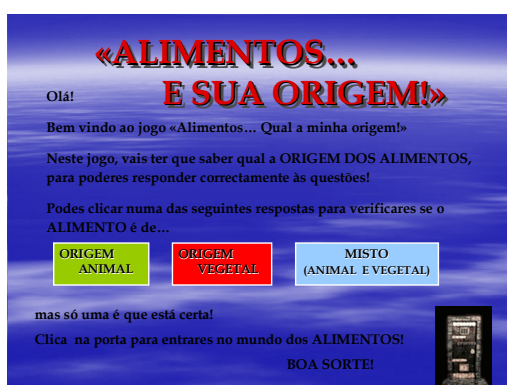 «ALIMENTOS...
E SUA ORIGEM!»
Olá!
Bem vindo ao jogo «Alimentos... Qual a minha origem!»
Neste jogo, vais ter que saber qual a ORIGEM DOS ALIMENTOS,
para poderes responder correctamente às questões!
Podes clicar numa das seguintes respostas para verificares se o
ALIMENTO é de...
ORIGEM
ANIMAL
ORIGEM
VEGETAL
MISTO
(ANIMAL E VEGETAL)
mas só uma é que está certa!
Clica na porta para entrares no mundo dos ALIMENTOS!
BOA SORTE!